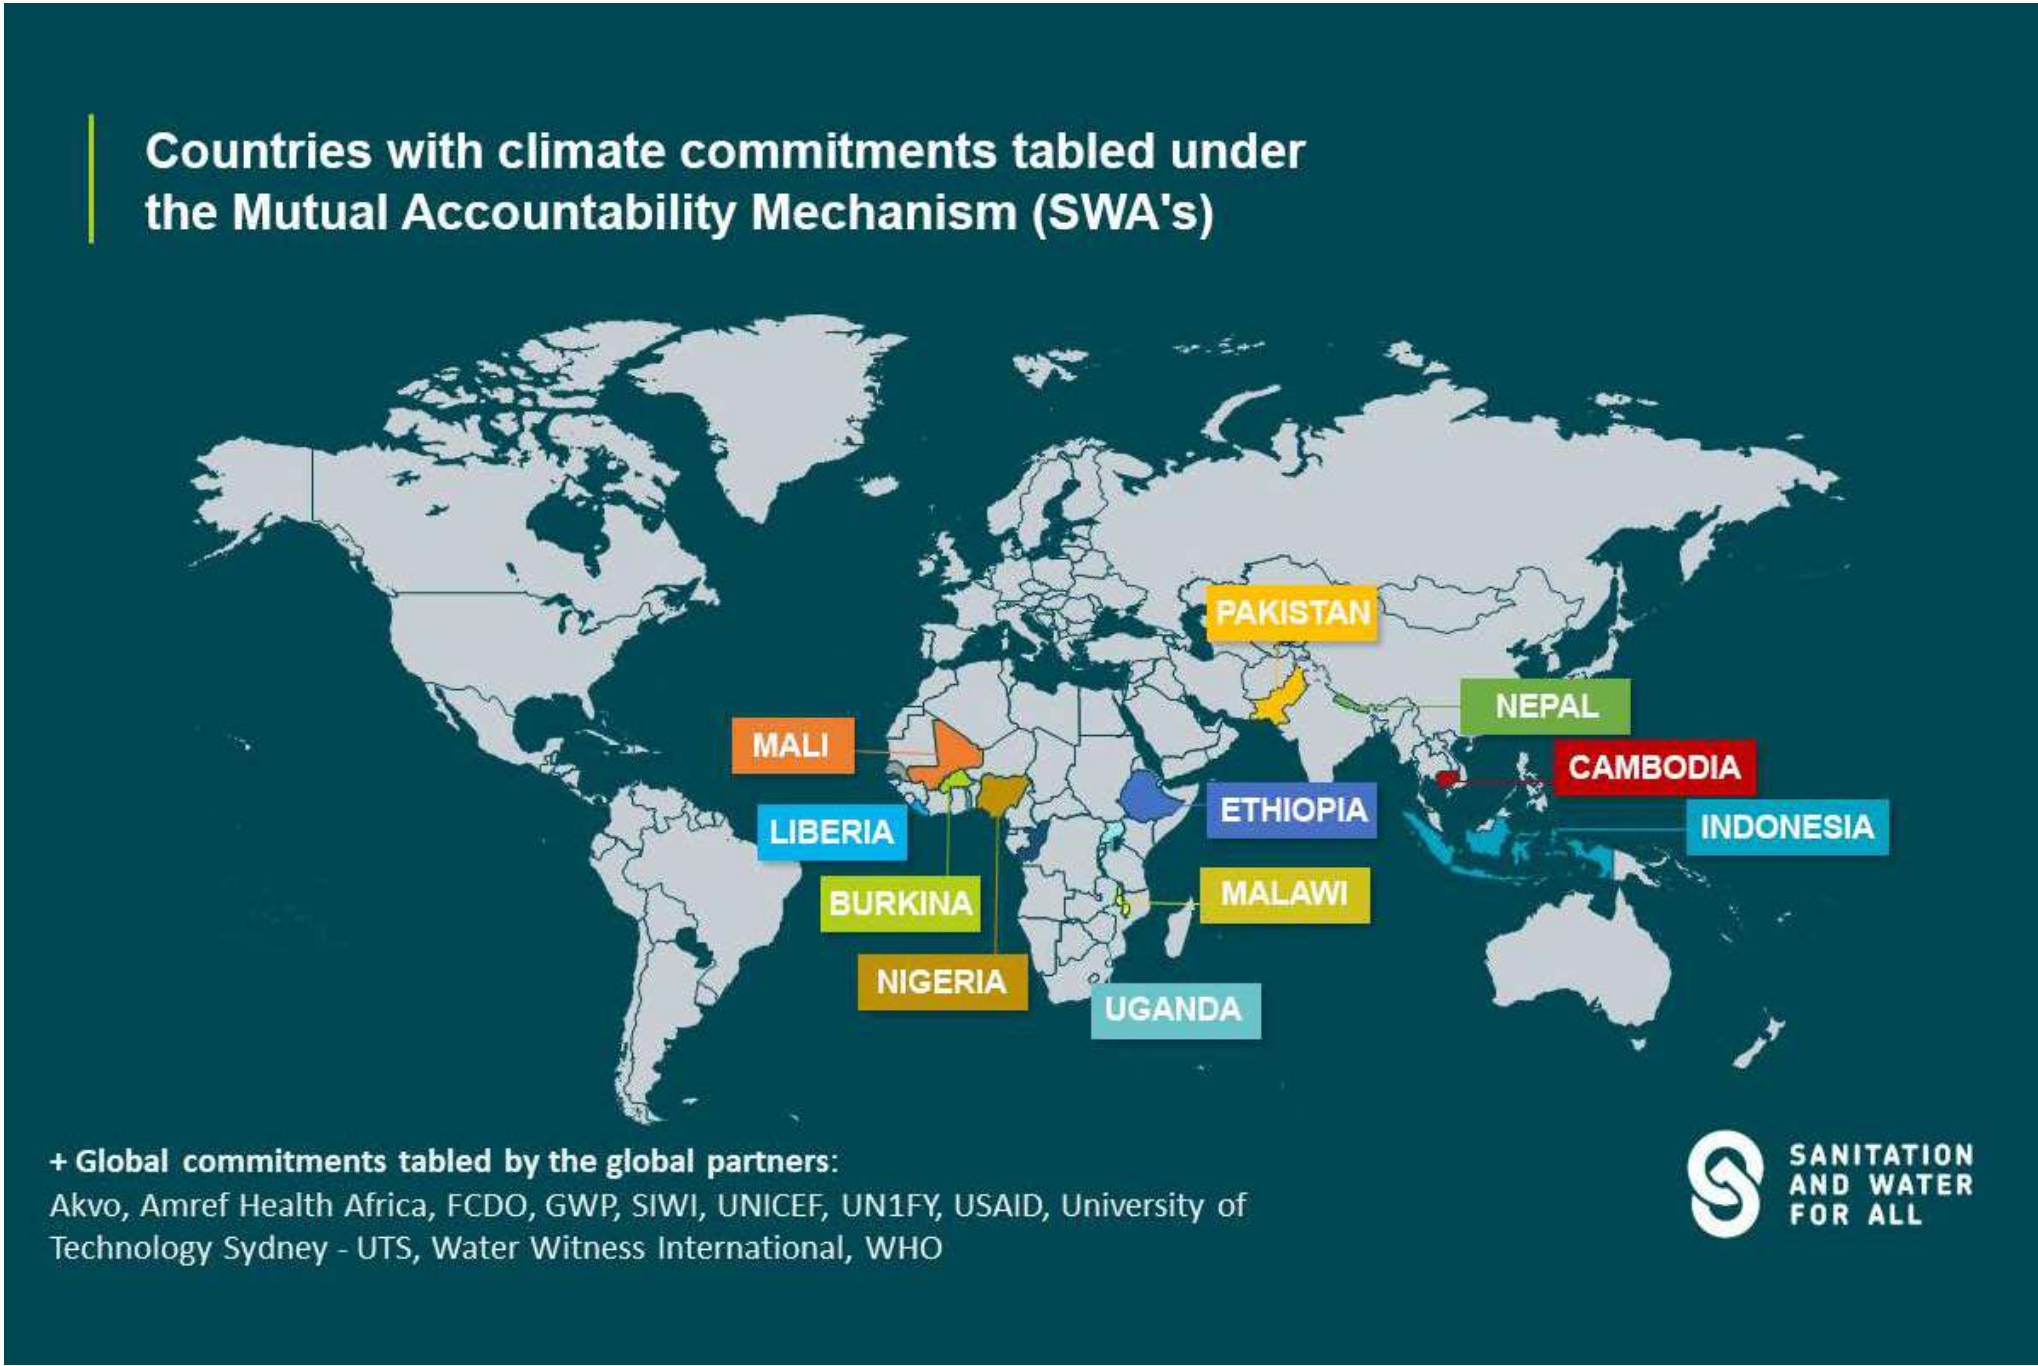 Countries with climate commitments tabled under
the Mutual Accountability Mechanism (SWA's)
PAKISTAN
NEPAL
MALI
CAMBODIA
ETHIOPIA
INDONESIA
LIBERIA
MALAWI
BURKINA
NIGERIA
UGANDA
+ Global commitments tabled by the global partners:
Akvo, Amref Health Africa, FCDO, GWP, SIWI, UNICEF, UN1FY, USAID, University of
Technology Sydney - UTS, Water Witness International, WHO
SANITATION
AND WATER
FOR ALL